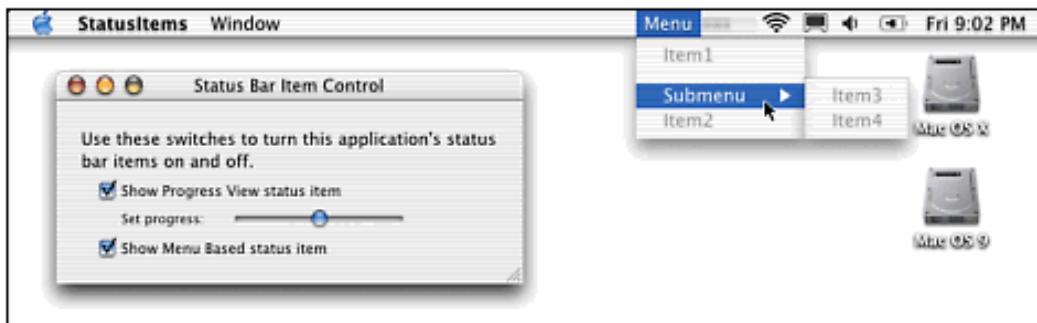 StatusItems Window Menu Fri 9:02 PM
Item1
Submenu Item3
Item2 Item4
Mac OS X
Mac OS 9
Status Bar Item Control
Use these switches to turn this application's status
bar items on and off.
Show Progress View status item
Set progress:
Show Menu Based status item